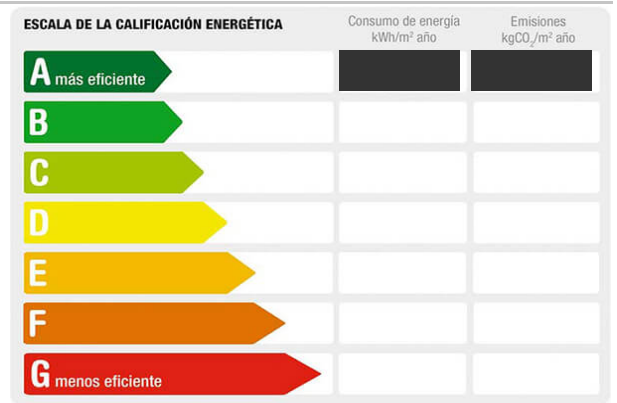 ESCALA DE LA CALIFICACIÓN ENERGÉTICA
Consumo de energía
kWh/m² año
Emisiones
kgCO₂/m² año
A más eficiente
B
C
D
E
F
G menos eficiente